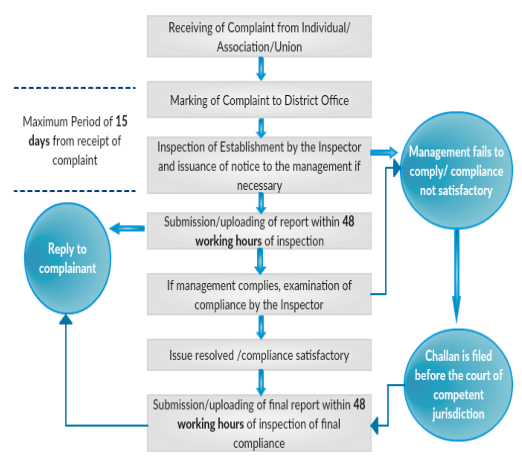 Receiving of Complaint from Individual/
Association/Union
Marking of Complaint to District Office
Maximum Period of 15
days from receipt of
complaint
Inspection of Establishment by the Inspector
and issuance of notice to the management if
necessary
Management fails to
comply/ compliance
not satisfactory
Submission/uploading of report within 48
working hours of inspection
Reply to
complainant
If management complies, examination of
compliance by the Inspector
Issue resolved /compliance satisfactory
Challan is filed
before the court of
competent
jurisdiction
Submission/uploading of final report within 48
working hours of inspection of final
compliance